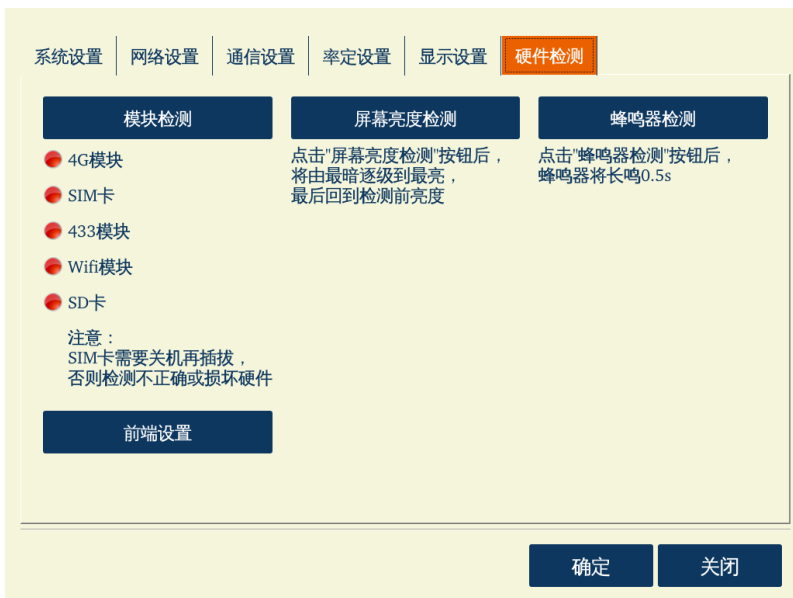 系统设置 网络设置 通信设置 率定设置 显示设置 硬件检测
模块检测
4G模块
SIM卡
433模块
Wifi模块
SD卡
注意：
SIM卡需要关机再插拔，
否则检测不正确或损坏硬件
前端设置
屏幕亮度检测
点击"屏幕亮度检测"按钮后，
将由最暗逐级到最亮，
最后回到检测前亮度
蜂鸣器检测
点击"蜂鸣器检测"按钮后，
蜂鸣器将长鸣0.5s
确定 关闭